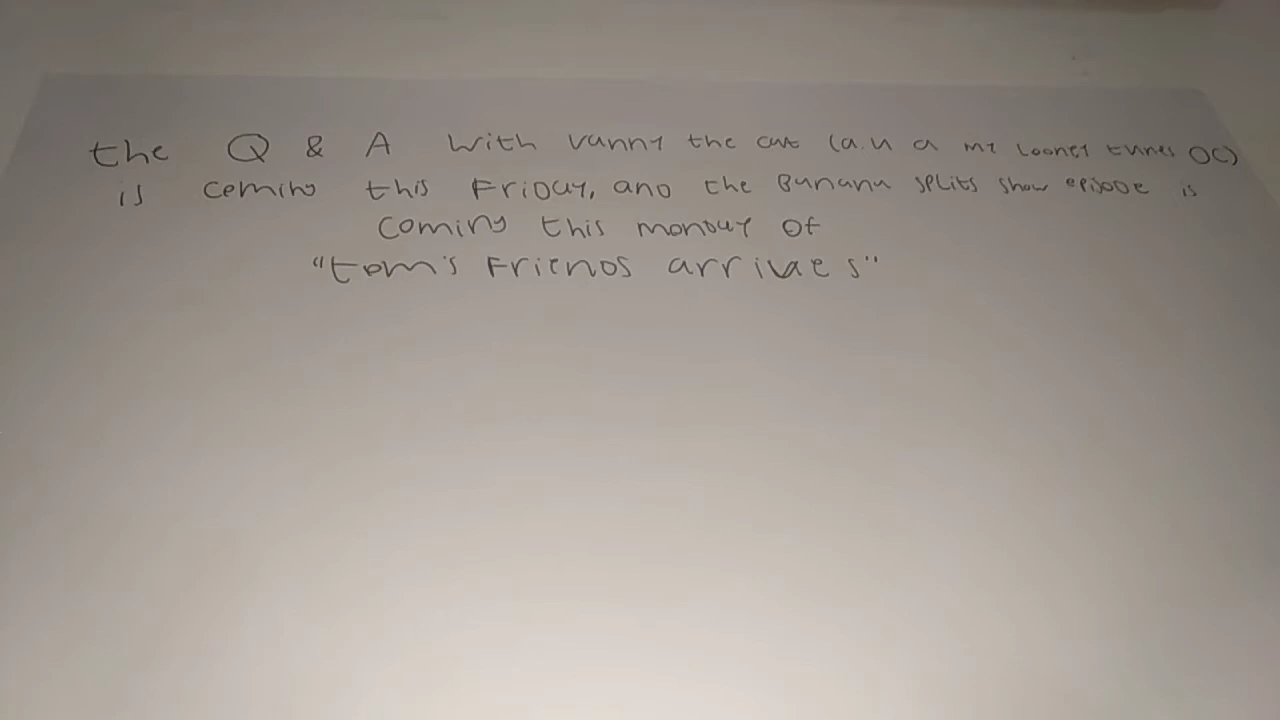 the Q & A with vanny the cat (a.k a my Looney tunes OC)
is coming this Friday, and the Banana splits show episode is
coming this monday of
"tom's Friends arrives"